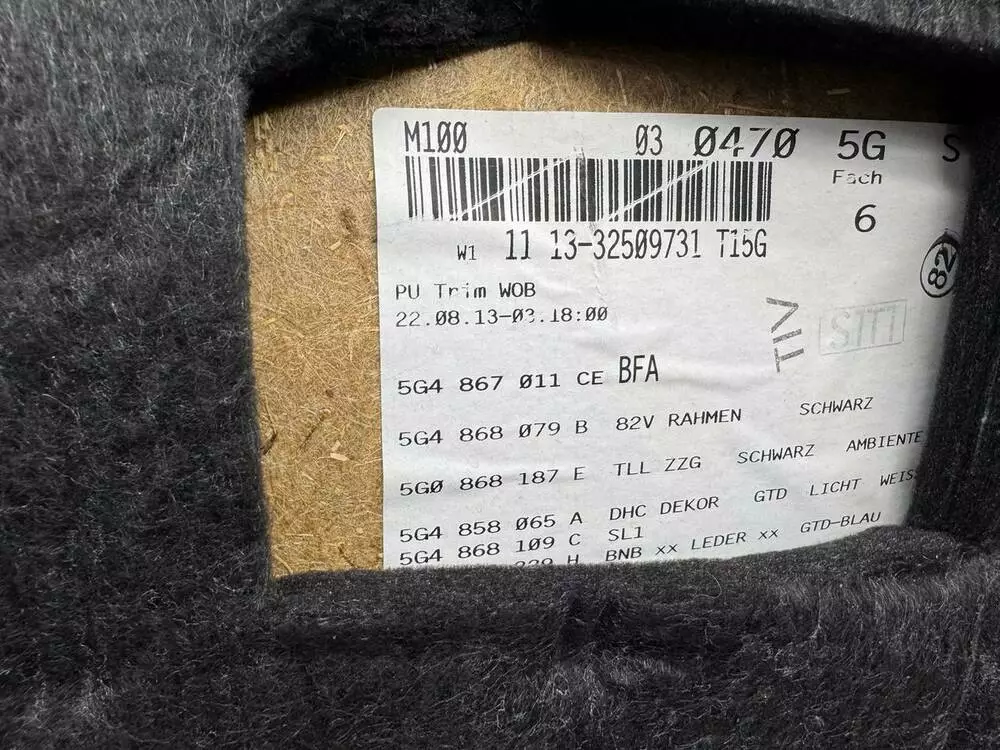 M100 03 0470 5G S
Fach
6
W1 11 13-32509731 T15G
82
PU Trim WOB
22.08.13-03.18:00
TIV
5G4 867 011 CE BFA
5G4 868 079 B 82V RAHMEN SCHWARZ
5G0 868 187 E TLL ZZG SCHWARZ AMBIENTE
5G4 858 065 A DHC DEKOR GTD LICHT WEIS
5G4 868 109 C SL1
H BNB xx LEDER xx GTD-BLAU